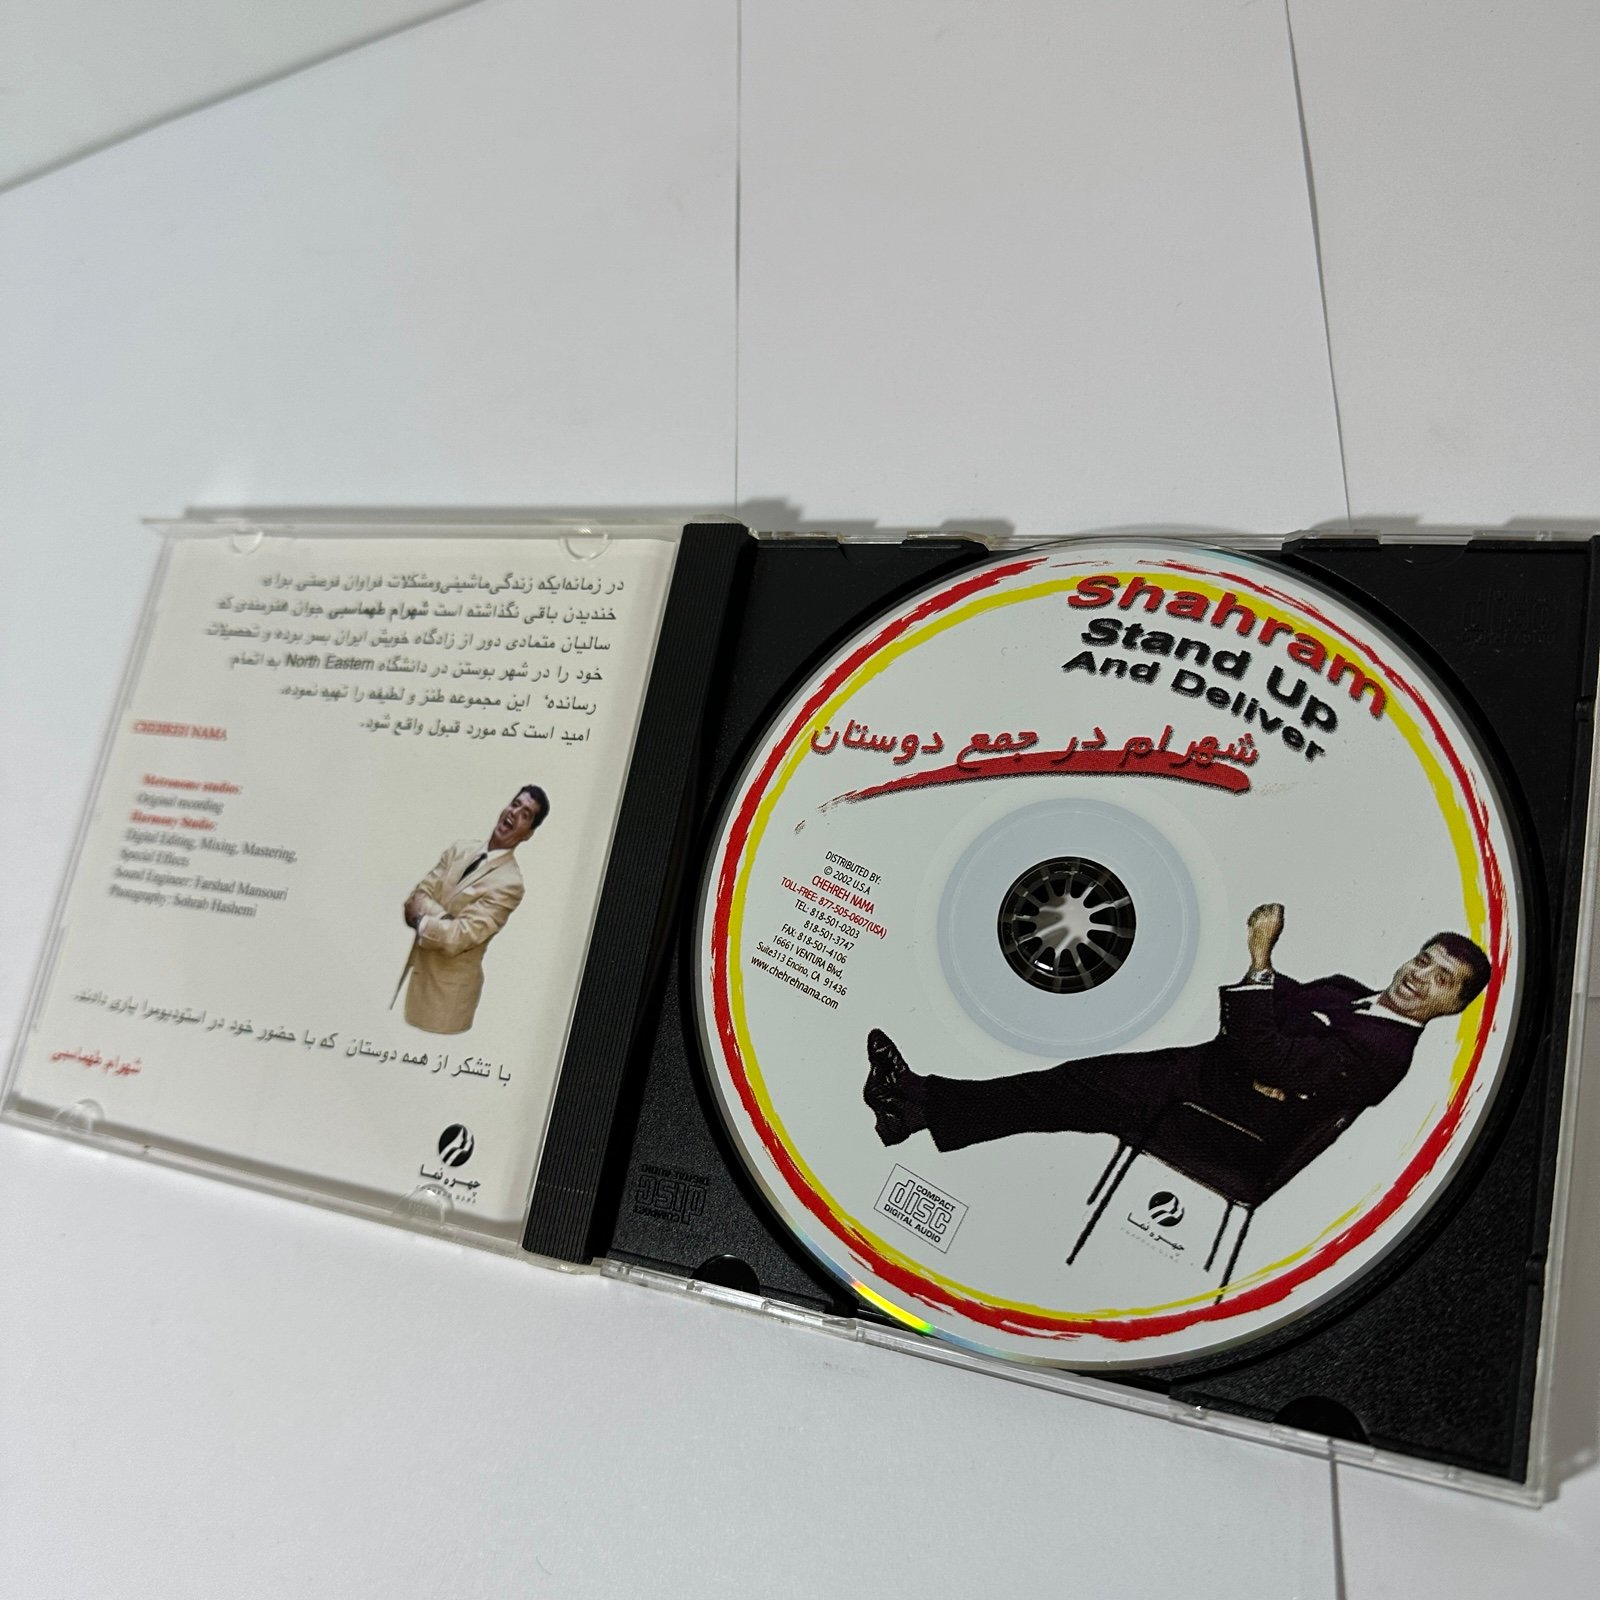 در زمانه‌ایکه زندگی‌ماشینی‌ومشکلات فراوان فرصتی برای
خندیدن باقی نگذاشته است شهرام طهماسبی جوان هنرمندی که
سالیان متمادی دور از زادگاه خویش ایران بسر برده و تحصیلات
خود را در شهر بوستن در دانشگاه North Eastern به اتمام
رسانده، این مجموعه طنز و لطیفه را تهیه نموده.
امید است که مورد قبول واقع شود.
CHEHREH NAMA
Metronome studios:
Original recording
Harmony Studio:
Digital Editing, Mixing, Mastering,
Special Effects
Sound Engineer: Farshad Mansouri
Photography: Sohrab Hashemi
با تشکر از همه دوستان که با حضور خود در استودیومرا یاری دادند.
شهرام طهماسبی
چهره نما
Shahram
Stand Up
And Deliver
شهرام در جمع دوستان
DISTRIBUTED BY:
© 2002 U.S.A
CHEHREH NAMA
TOLL-FREE: 877-505-0607(USA)
TEL: 818-501-0203
818-501-3747
FAX: 818-501-4106
16661 VENTURA Blvd,
Suite313 Encino, CA 91436
www.chehrehnama.com
COMPACT
disc
DIGITAL AUDIO
چهره نما
COMPACT
disc
DIGITAL AUDIO